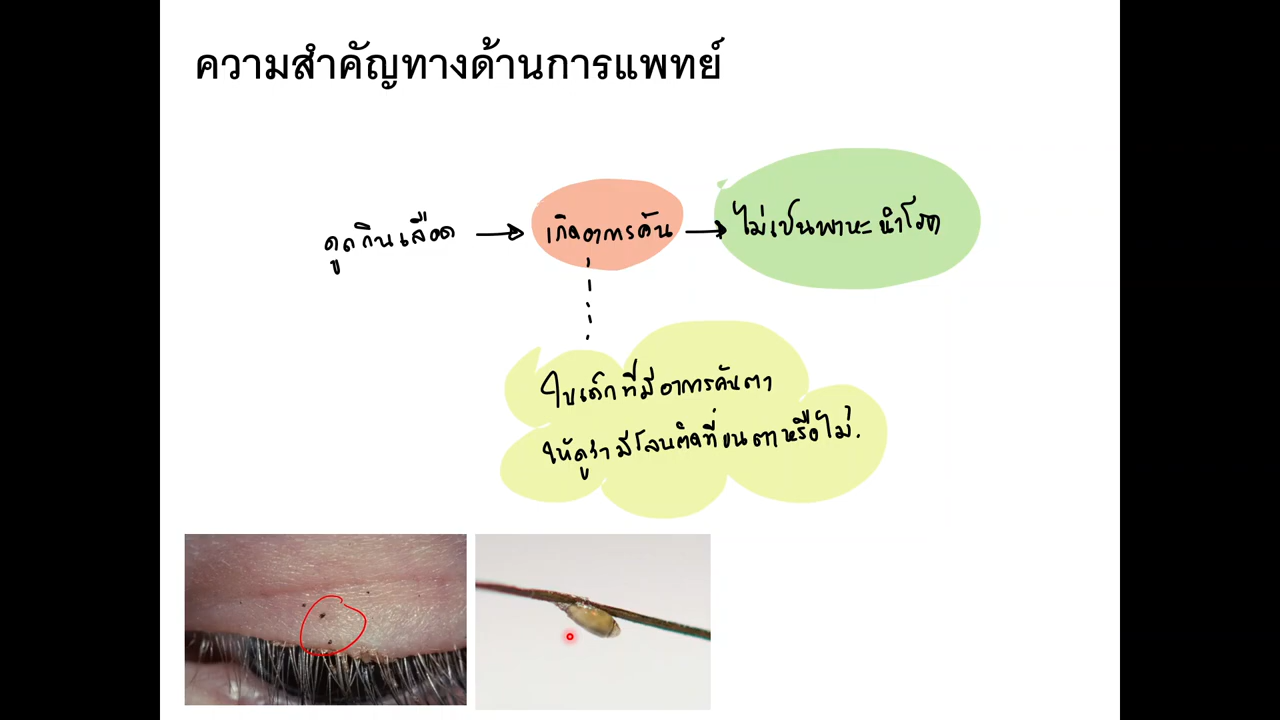 ความสำคัญทางด้านการแพทย์
ดูดกินเลือด → เกิดอาการคัน → ไม่เป็นพาหะนำโรค
ในเด็กที่มีอาการคันตา
ให้ดูว่ามีโลนติดที่ขนตาหรือไม่.